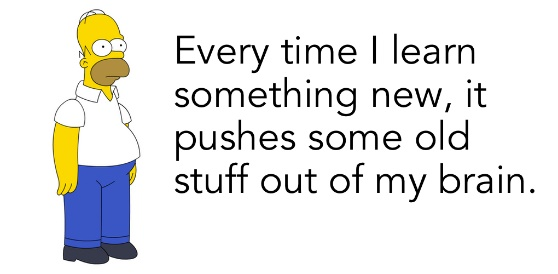 Every time I learn
something new, it
pushes some old
stuff out of my brain.